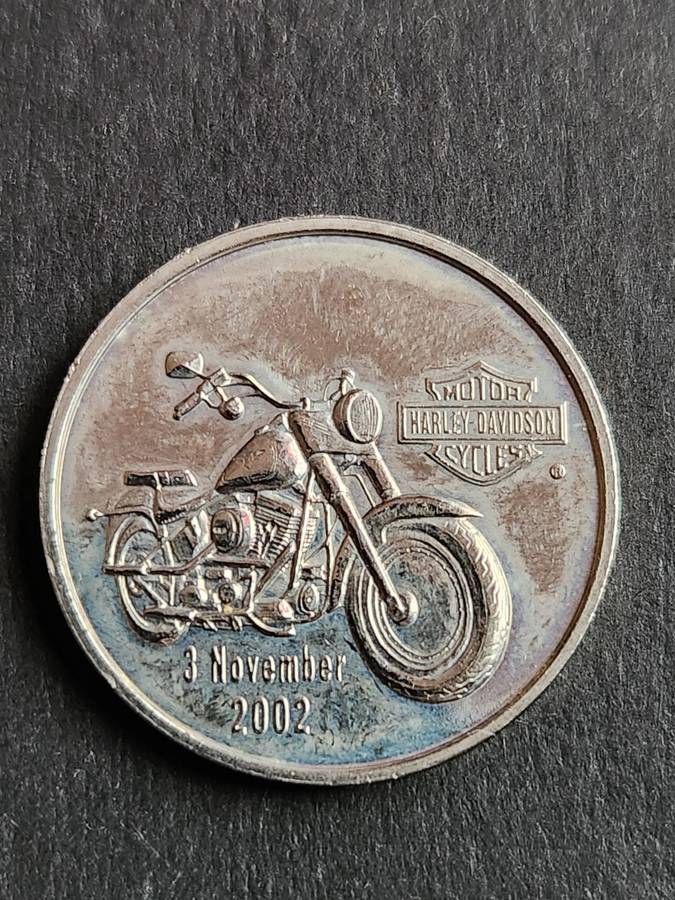 MOTOR
HARLEY-DAVIDSON
CYCLES
®
3 November
2002